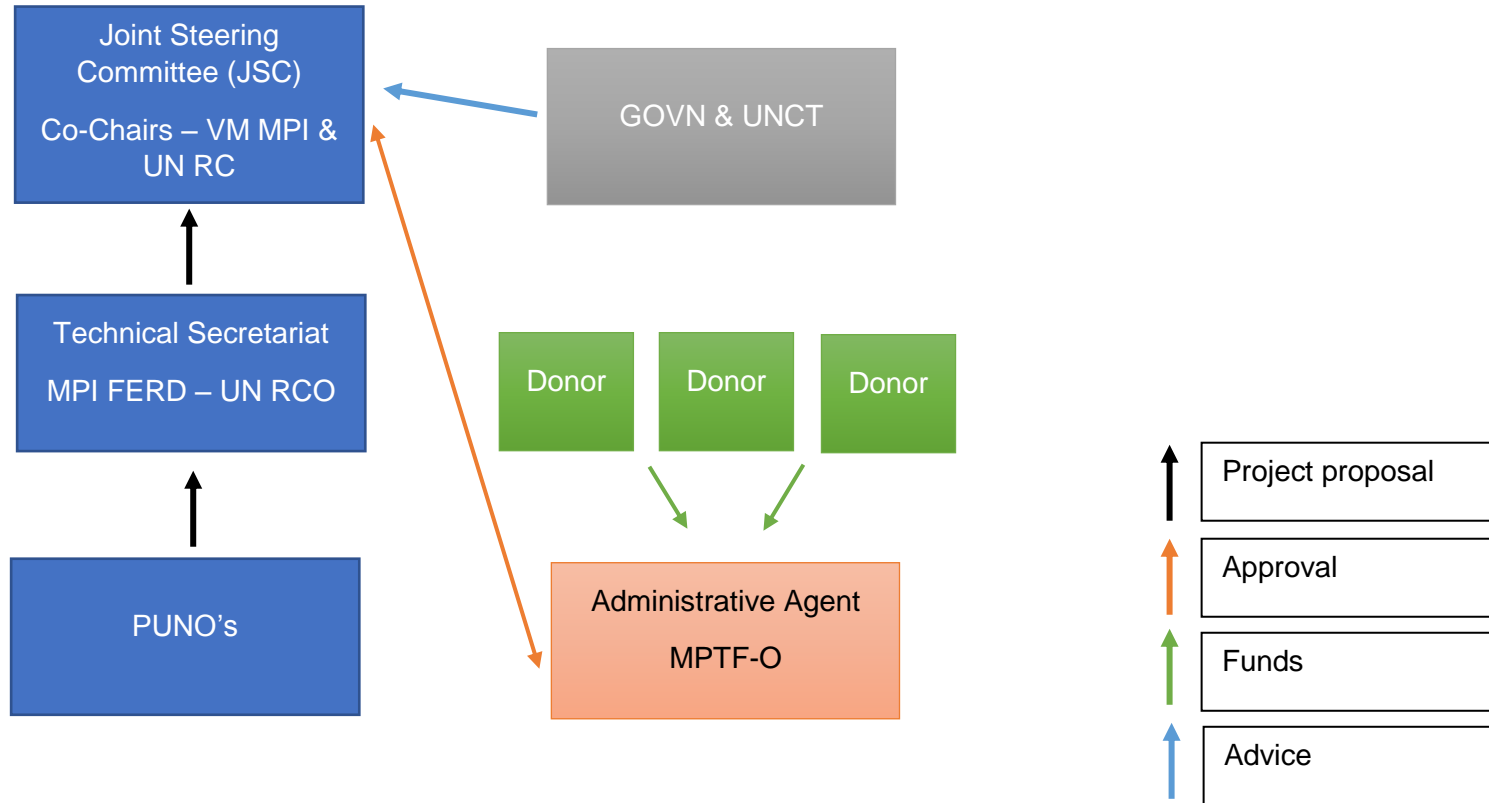 Joint Steering
Committee (JSC)
Co-Chairs – VM MPI &
UN RC
GOVN & UNCT
Technical Secretariat
MPI FERD – UN RCO
Donor
Donor
Donor
PUNO’s
Administrative Agent
MPTF-O
Project proposal
Approval
Funds
Advice